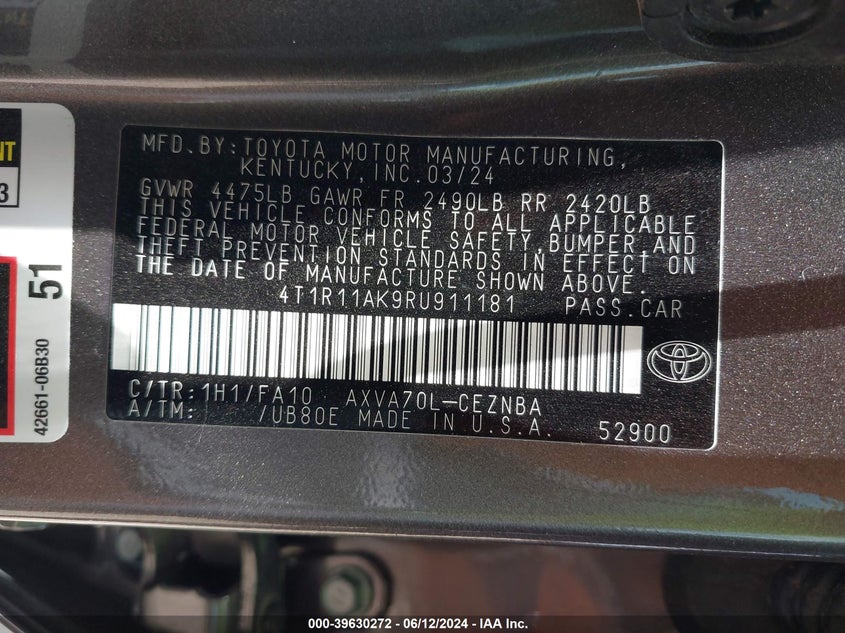 MFD.BY:TOYOTA MOTOR MANUFACTURING,
KENTUCKY,INC.03/24
GVWR 4475LB GAWR FR 2490LB RR 2420LB
THIS VEHICLE CONFORMS TO ALL APPLICABLE
FEDERAL MOTOR VEHICLE SAFETY,BUMPER AND
THEFT PREVENTION STANDARDS IN EFFECT ON
THE DATE OF MANUFACTURE SHOWN ABOVE.
4T1R11AK9RU911181 PASS.CAR
C/TR:1H1/FA10 AXVA70L-CEZNBA
A/TM: /UB80E MADE IN U.S.A. 52900
51
42661-06B30
3
000-39630272 - 06/12/2024 - IAA Inc.